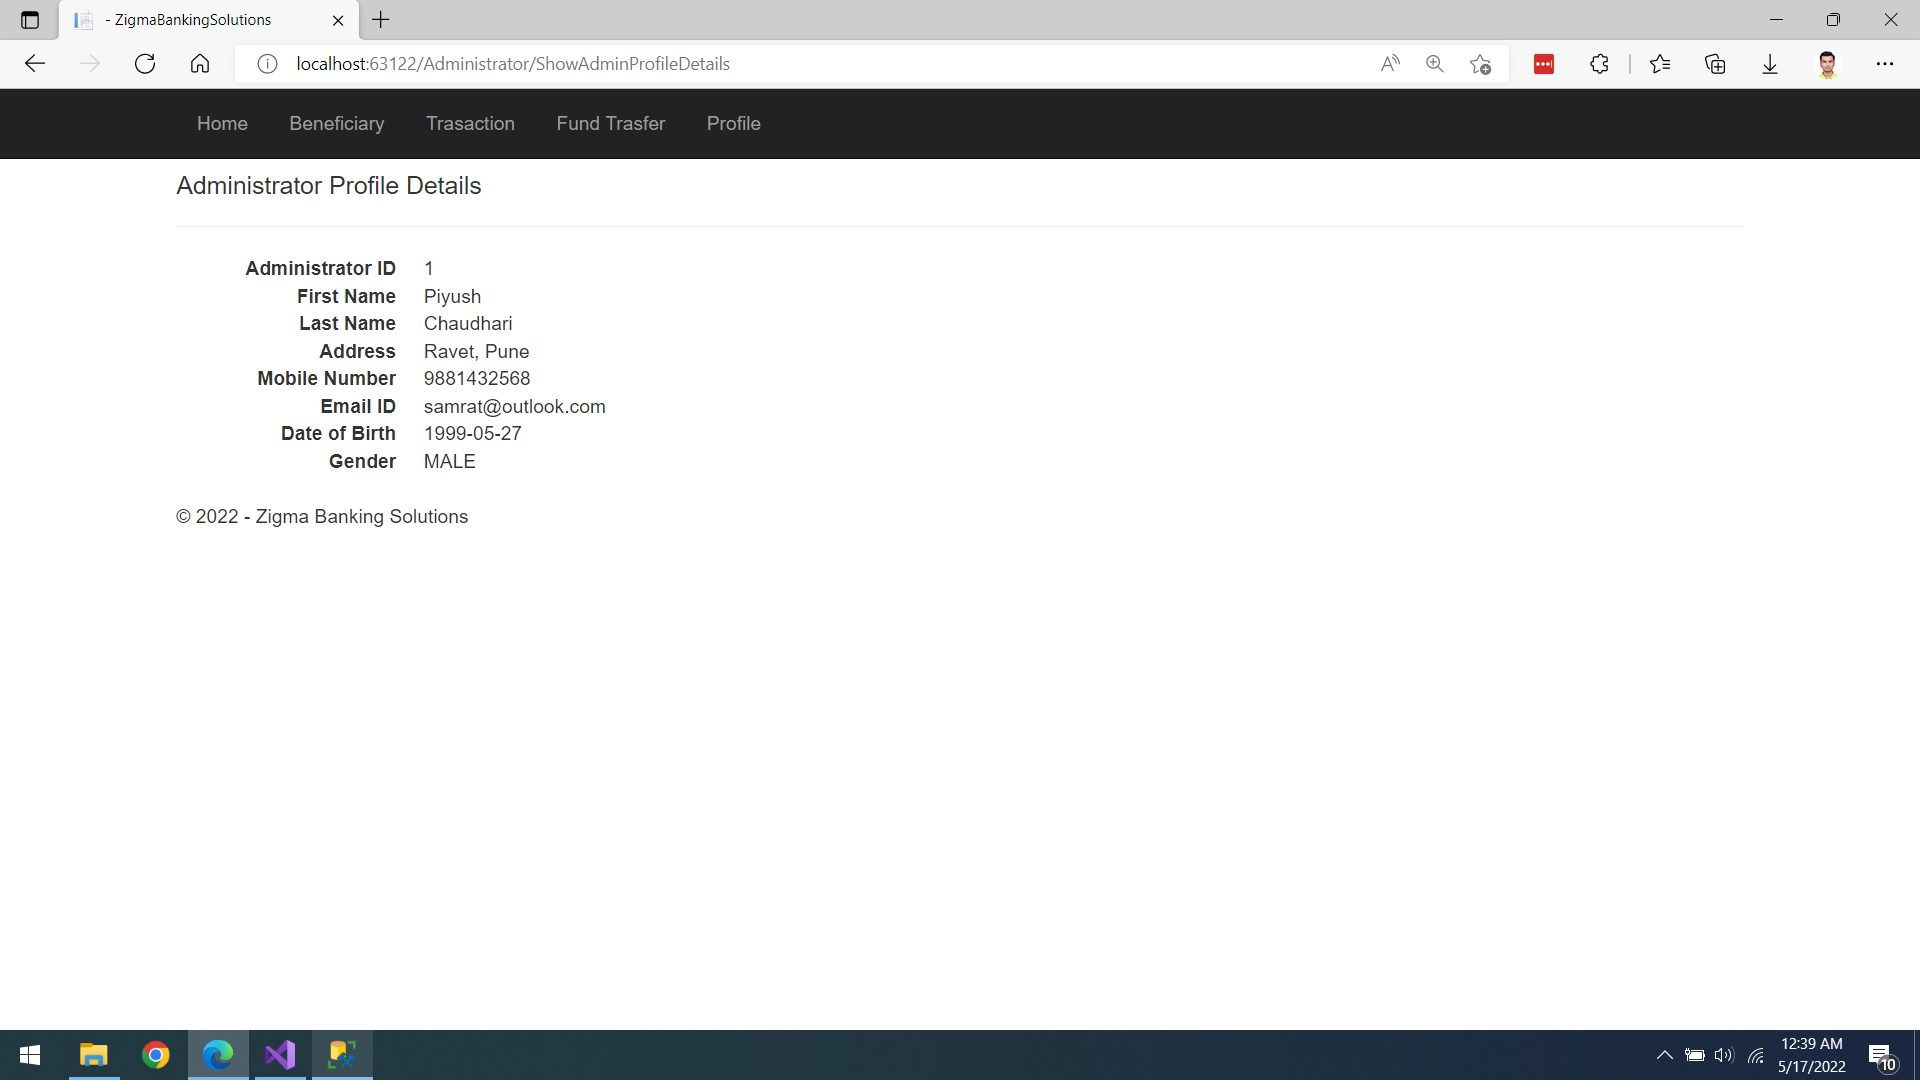 - ZigmaBankingSolutions
localhost:63122/Administrator/ShowAdminProfileDetails
Home Beneficiary Trasaction Fund Trasfer Profile
Administrator Profile Details
Administrator ID 1
First Name Piyush
Last Name Chaudhari
Address Ravet, Pune
Mobile Number 9881432568
Email ID samrat@outlook.com
Date of Birth 1999-05-27
Gender MALE
© 2022 - Zigma Banking Solutions
12:39 AM
5/17/2022
10